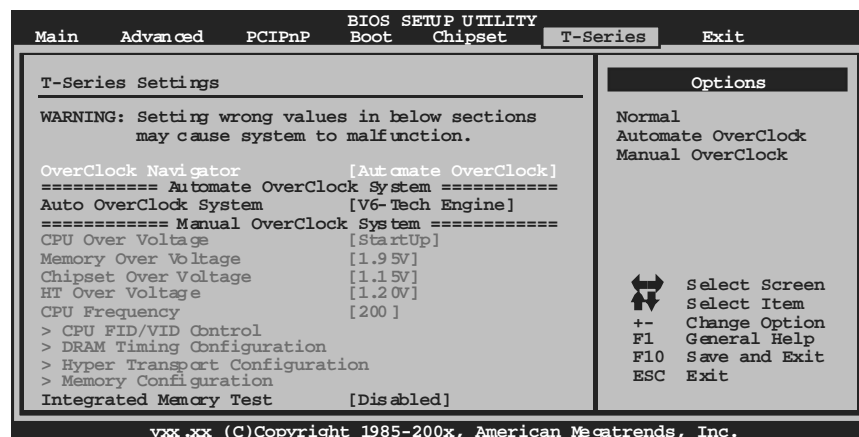 BIOS SETUP UTILITY
Main Advanced PCIPnP Boot Chipset T-Series Exit
T-Series Settings
WARNING: Setting wrong values in below sections
may cause system to malfunction.
OverClock Navigator [Automate OverClock]
=========== Automate OverClock System ===========
Auto OverClock System [V6-Tech Engine]
============ Manual OverClock System ============
CPU Over Voltage [StartUp]
Memory Over Voltage [1.95V]
Chipset Over Voltage [1.15V]
HT Over Voltage [1.20V]
CPU Frequency [200 ]
> CPU FID/VID Control
> DRAM Timing Configuration
> Hyper Transport Configuration
> Memory Configuration
Integrated Memory Test [Disabled]
Options
Normal
Automate OverClock
Manual OverClock
Select Screen
Select Item
+- Change Option
F1 General Help
F10 Save and Exit
ESC Exit
vxx.xx (C)Copyright 1985-200x, American Megatrends, Inc.